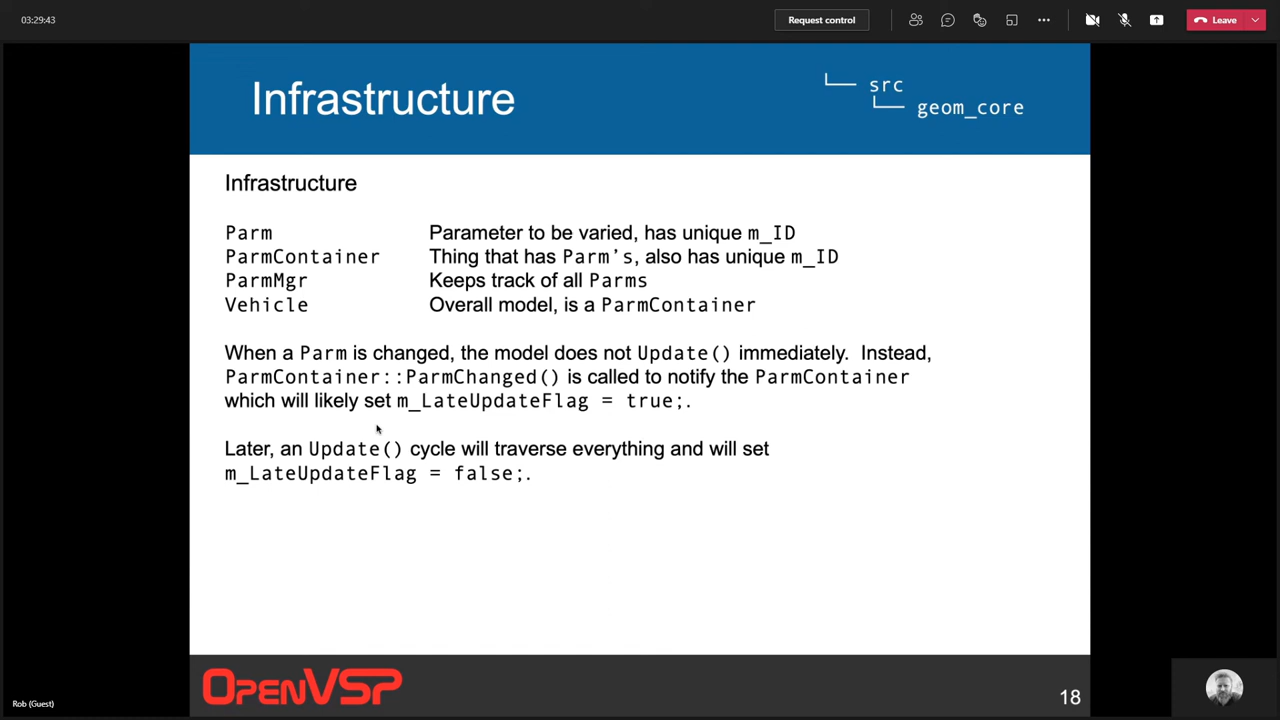 03:29:43
Request control
Leave
Infrastructure
src
geom_core
Infrastructure
Parm Parameter to be varied, has unique m_ID
ParmContainer Thing that has Parm's, also has unique m_ID
ParmMgr Keeps track of all Parms
Vehicle Overall model, is a ParmContainer
When a Parm is changed, the model does not Update() immediately. Instead,
ParmContainer::ParmChanged() is called to notify the ParmContainer
which will likely set m_LateUpdateFlag = true;.
Later, an Update() cycle will traverse everything and will set
m_LateUpdateFlag = false;.
OpenVSP
18
Rob (Guest)